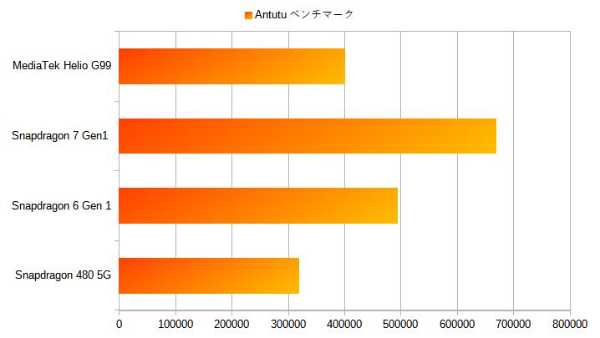 Antutu ベンチマーク
MediaTek Helio G99
Snapdragon 7 Gen1
Snapdragon 6 Gen 1
Snapdragon 480 5G
0 100000 200000 300000 400000 500000 600000 700000 800000